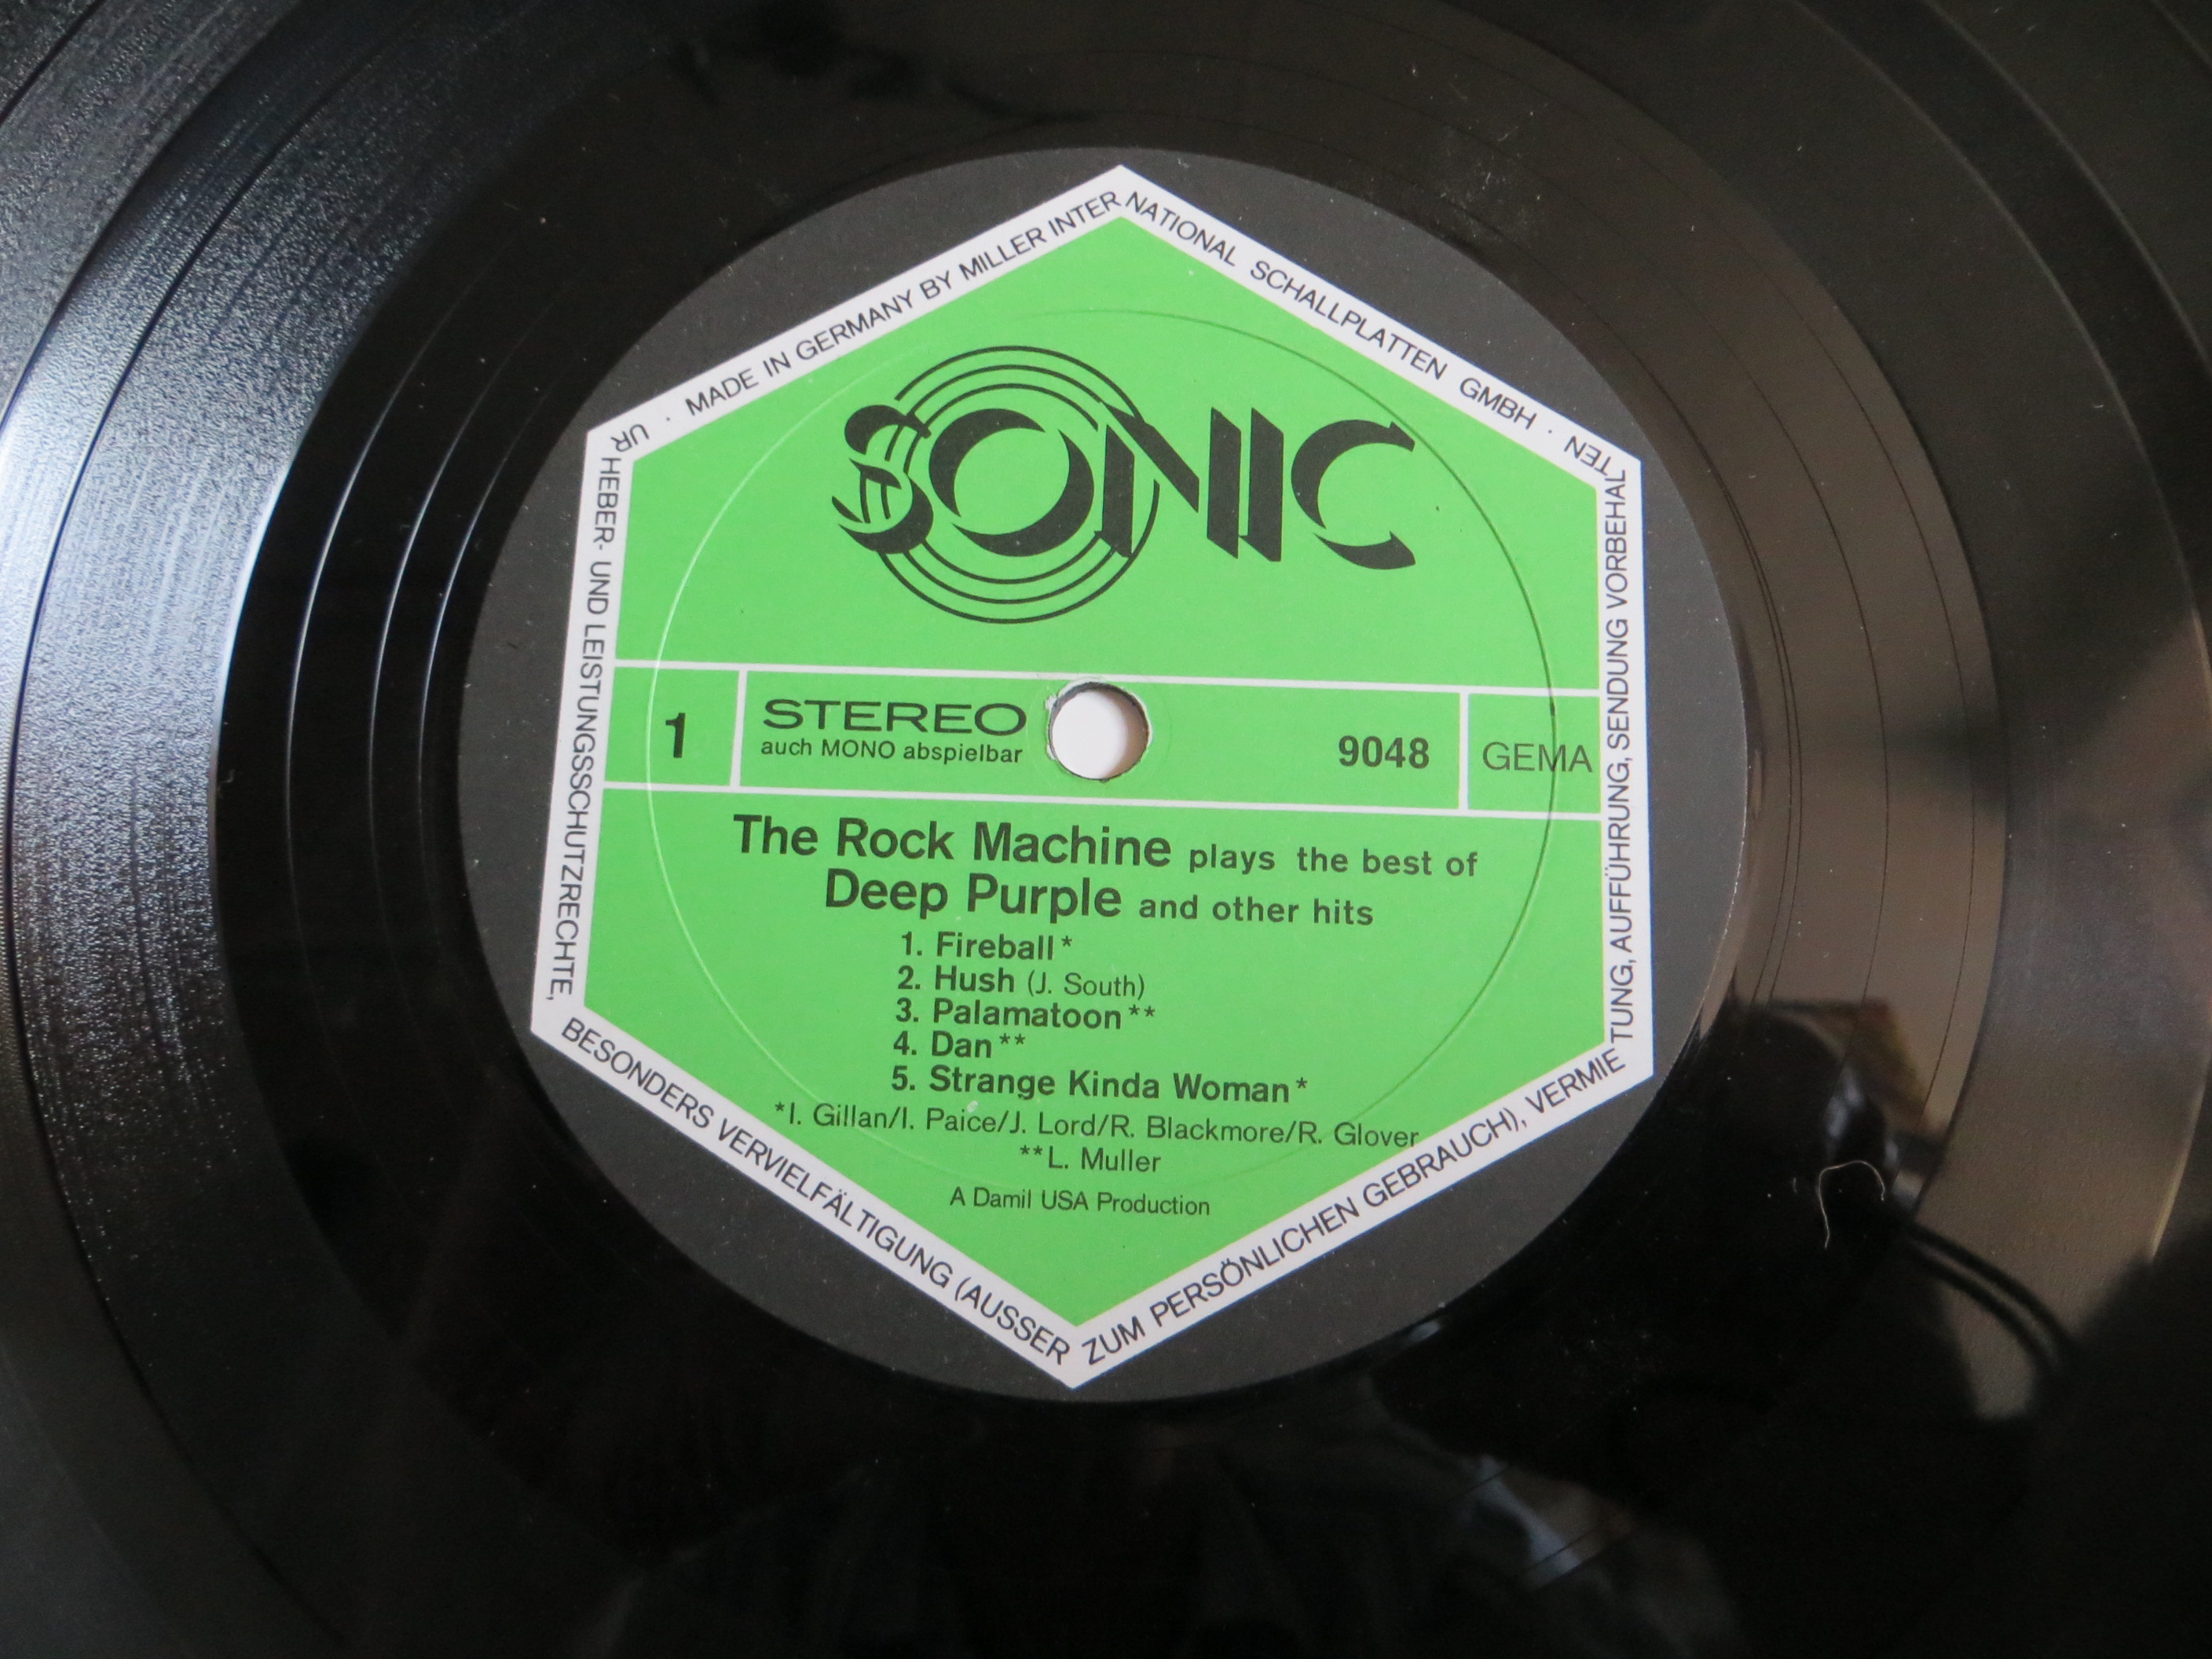 MADE IN GERMANY BY MILLER INTERNATIONAL SCHALLPLATTEN GMBH ·
URHEBER- UND LEISTUNGSSCHUTZRECHTE,
BESONDERS VERVIELFÄLTIGUNG (AUSSER
ZUM PERSÖNLICHEN GEBRAUCH), VERMIE
TUNG, AUFFÜHRUNG, SENDUNG VORBEHALTEN ·
SONIC
1
STEREO
auch MONO abspielbar
9048
GEMA
The Rock Machine plays the best of
Deep Purple and other hits
1. Fireball*
2. Hush (J. South)
3. Palamatoon**
4. Dan**
5. Strange Kinda Woman*
*I. Gillan/I. Paice/J. Lord/R. Blackmore/R. Glover
**L. Muller
A Damil USA Production